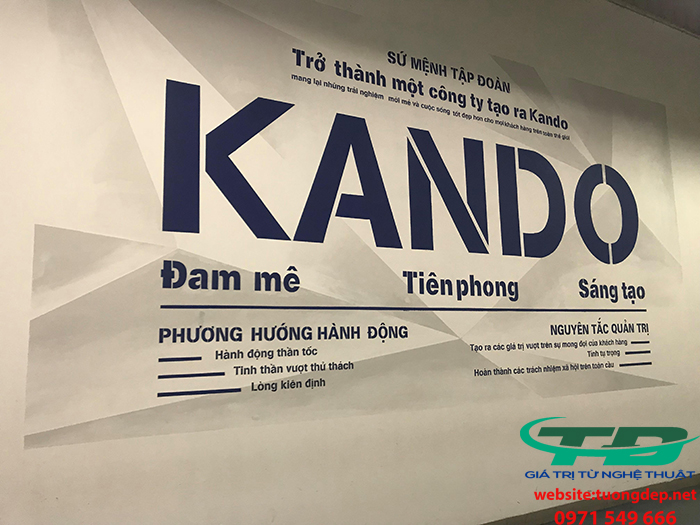 SỨ MỆNH TẬP ĐOÀN
Trở thành một công ty tạo ra Kando
mang lại những trải nghiệm mới mẻ và cuộc sống tốt đẹp hơn cho mọi khách hàng trên toàn thế giới
KANDO
Đam mê Tiên phong Sáng tạo
PHƯƠNG HƯỚNG HÀNH ĐỘNG
Hành động thần tốc
Tinh thần vượt thử thách
Lòng kiên định
NGUYÊN TẮC QUẢN TRỊ
Tạo ra các giá trị vượt trên sự mong đợi của khách hàng
Tính tự trọng
Hoàn thành các trách nhiệm xã hội trên toàn cầu
TD
GIÁ TRỊ TỪ NGHỆ THUẬT
website:tuongdep.net
0971 549 666